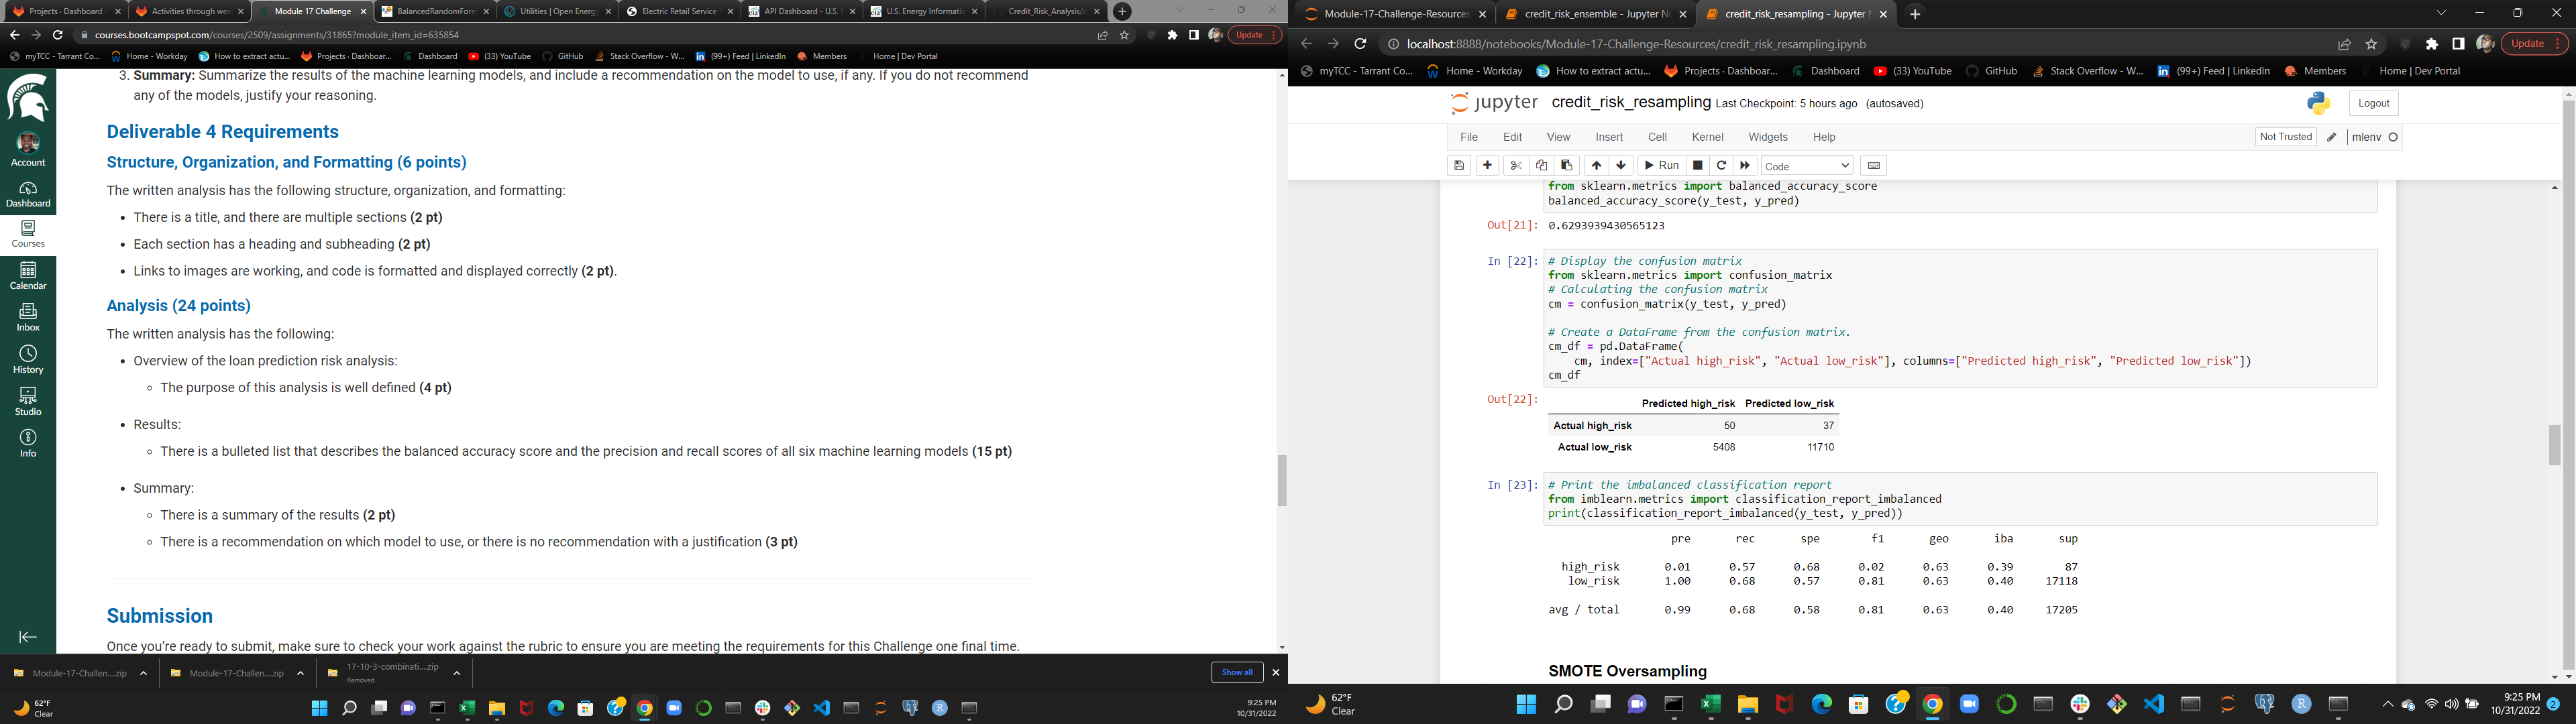 Projects · Dashboard
Activities through wee
Module 17 Challenge
BalancedRandomFore
Utilities | Open Energy
Electric Retail Service T
API Dashboard - U.S. E
U.S. Energy Informatic
Credit_Risk_Analysis/c
courses.bootcampspot.com/courses/2509/assignments/31865?module_item_id=635854
Update
myTCC - Tarrant Co...
Home - Workday
How to extract actu...
Projects · Dashboar...
Dashboard
(33) YouTube
GitHub
Stack Overflow - W...
(99+) Feed | LinkedIn
Members
Home | Dev Portal
Account
Dashboard
Courses
Calendar
Inbox
History
Studio
Info
3. Summary: Summarize the results of the machine learning models, and include a recommendation on the model to use, if any. If you do not recommend
any of the models, justify your reasoning.
Deliverable 4 Requirements
Structure, Organization, and Formatting (6 points)
The written analysis has the following structure, organization, and formatting:
• There is a title, and there are multiple sections (2 pt)
• Each section has a heading and subheading (2 pt)
• Links to images are working, and code is formatted and displayed correctly (2 pt).
Analysis (24 points)
The written analysis has the following:
• Overview of the loan prediction risk analysis:
◦ The purpose of this analysis is well defined (4 pt)
• Results:
◦ There is a bulleted list that describes the balanced accuracy score and the precision and recall scores of all six machine learning models (15 pt)
• Summary:
◦ There is a summary of the results (2 pt)
◦ There is a recommendation on which model to use, or there is no recommendation with a justification (3 pt)
Submission
Once you're ready to submit, make sure to check your work against the rubric to ensure you are meeting the requirements for this Challenge one final time.
Module-17-Challen....zip
Module-17-Challen....zip
17-10-3-combinati....zip
Removed
Show all
62°F
Clear
9:25 PM
10/31/2022
Module-17-Challenge-Resources
credit_risk_ensemble - Jupyter No
credit_risk_resampling - Jupyter N
localhost:8888/notebooks/Module-17-Challenge-Resources/credit_risk_resampling.ipynb
Update
myTCC - Tarrant Co...
Home - Workday
How to extract actu...
Projects · Dashboar...
Dashboard
(33) YouTube
GitHub
Stack Overflow - W...
(99+) Feed | LinkedIn
Members
Home | Dev Portal
jupyter credit_risk_resampling Last Checkpoint: 5 hours ago (autosaved)
Logout
File Edit View Insert Cell Kernel Widgets Help
Not Trusted
mlenv
Run
Code
from sklearn.metrics import balanced_accuracy_score
balanced_accuracy_score(y_test, y_pred)
Out[21]: 0.6293939430565123
In [22]: # Display the confusion matrix
from sklearn.metrics import confusion_matrix
# Calculating the confusion matrix
cm = confusion_matrix(y_test, y_pred)
# Create a DataFrame from the confusion matrix.
cm_df = pd.DataFrame(
cm, index=["Actual high_risk", "Actual low_risk"], columns=["Predicted high_risk", "Predicted low_risk"])
cm_df
Out[22]:
Predicted high_risk Predicted low_risk
Actual high_risk 50 37
Actual low_risk 5408 11710
In [23]: # Print the imbalanced classification report
from imblearn.metrics import classification_report_imbalanced
print(classification_report_imbalanced(y_test, y_pred))
pre rec spe f1 geo iba sup
high_risk 0.01 0.57 0.68 0.02 0.63 0.39 87
low_risk 1.00 0.68 0.57 0.81 0.63 0.40 17118
avg / total 0.99 0.68 0.58 0.81 0.63 0.40 17205
SMOTE Oversampling
62°F
Clear
9:25 PM
10/31/2022
2